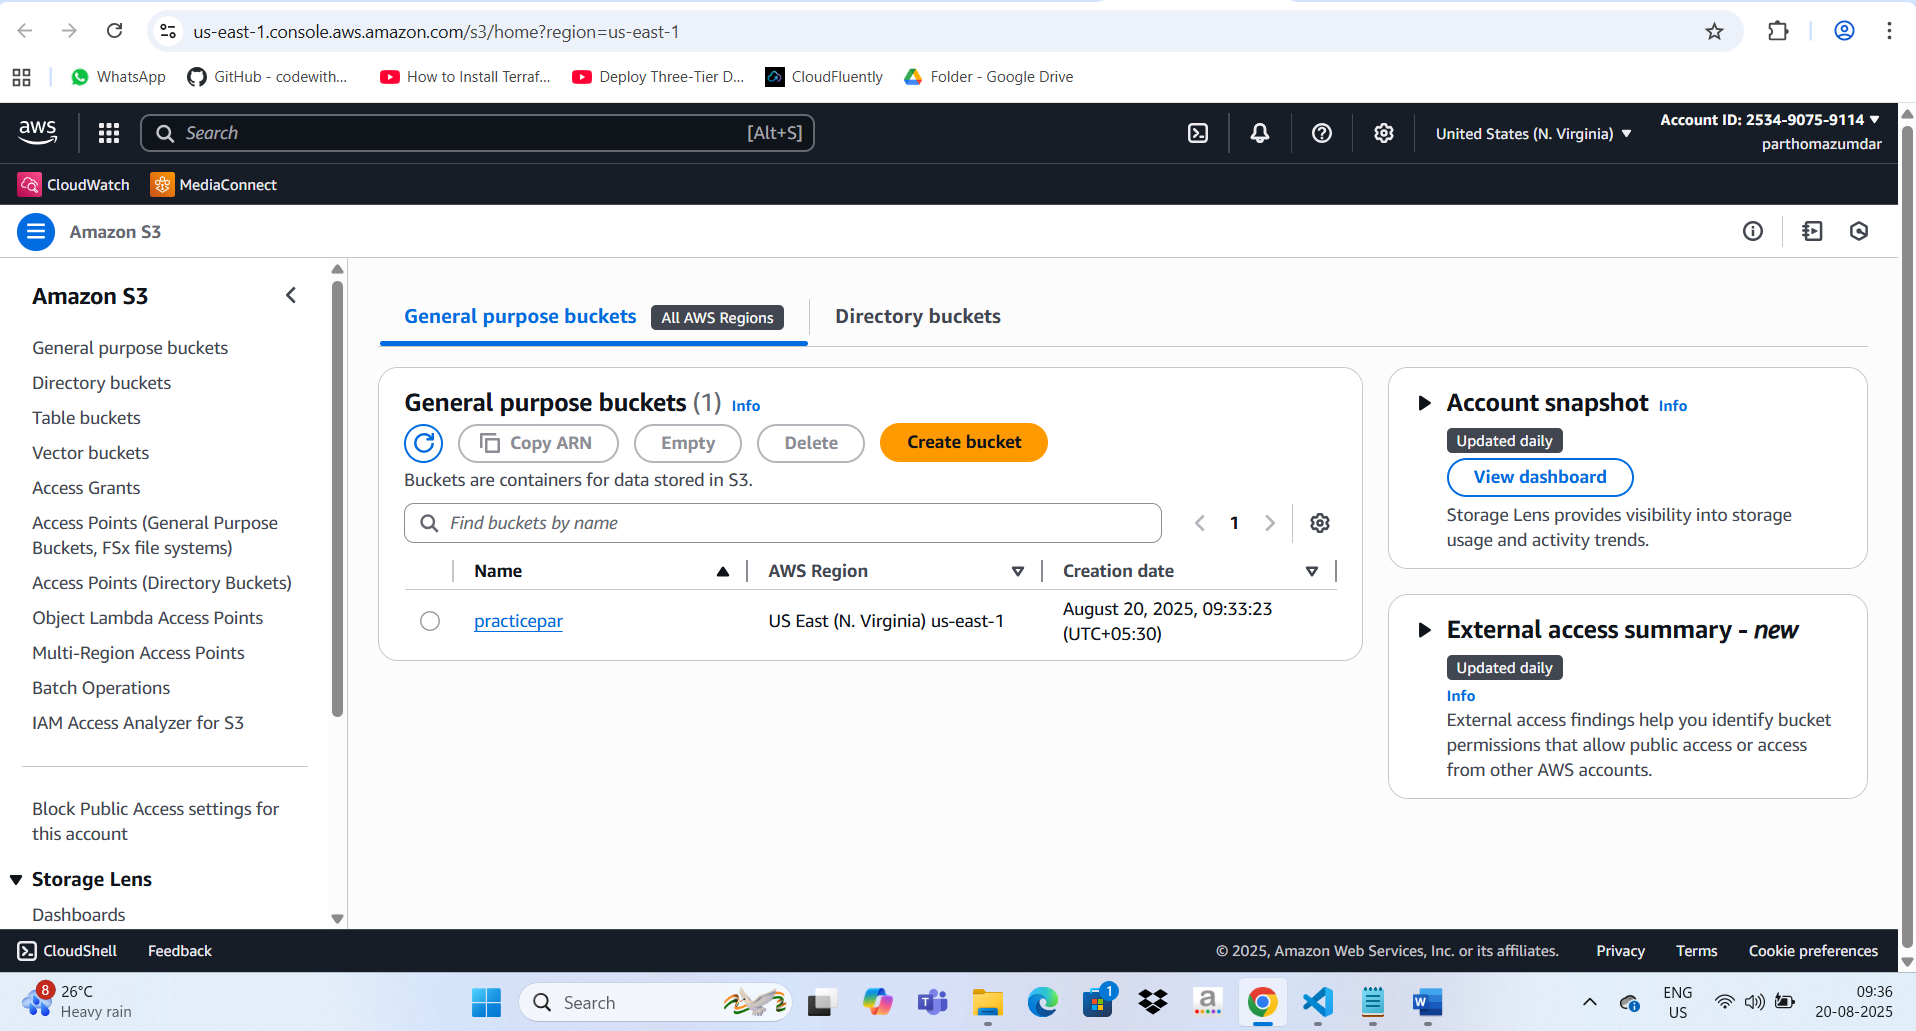 us-east-1.console.aws.amazon.com/s3/home?region=us-east-1
WhatsApp
GitHub - codewith...
How to Install Terraf...
Deploy Three-Tier D...
CloudFluently
Folder - Google Drive
aws
Search
[Alt+S]
United States (N. Virginia)
Account ID: 2534-9075-9114
parthomazumdar
CloudWatch
MediaConnect
Amazon S3
Amazon S3
General purpose buckets
Directory buckets
Table buckets
Vector buckets
Access Grants
Access Points (General Purpose
Buckets, FSx file systems)
Access Points (Directory Buckets)
Object Lambda Access Points
Multi-Region Access Points
Batch Operations
IAM Access Analyzer for S3
Block Public Access settings for
this account
Storage Lens
Dashboards
General purpose buckets All AWS Regions
Directory buckets
General purpose buckets (1) Info
Copy ARN
Empty
Delete
Create bucket
Buckets are containers for data stored in S3.
Find buckets by name
1
Name
AWS Region
Creation date
practicepar
US East (N. Virginia) us-east-1
August 20, 2025, 09:33:23
(UTC+05:30)
Account snapshot Info
Updated daily
View dashboard
Storage Lens provides visibility into storage
usage and activity trends.
External access summary - new
Updated daily
Info
External access findings help you identify bucket
permissions that allow public access or access
from other AWS accounts.
CloudShell
Feedback
© 2025, Amazon Web Services, Inc. or its affiliates.
Privacy
Terms
Cookie preferences
8
26°C
Heavy rain
Search
1
a
W
ENG
US
09:36
20-08-2025